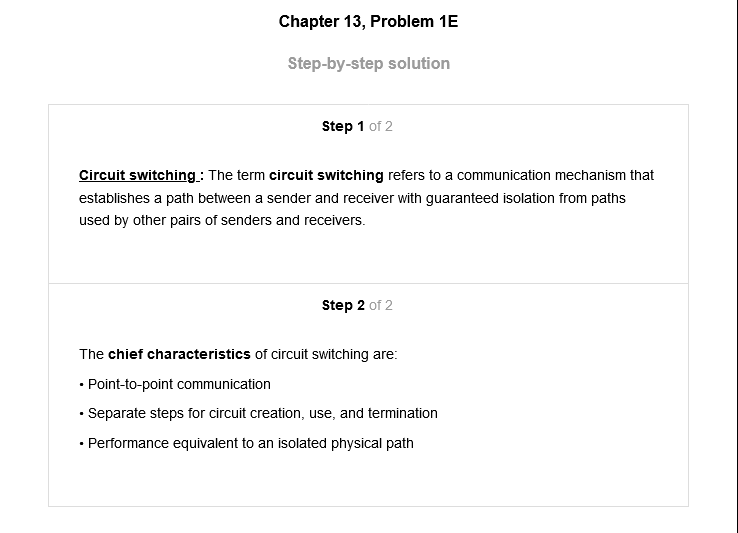 Chapter 13, Problem 1E
Step-by-step solution
Step 1 of 2
Circuit switching : The term circuit switching refers to a communication mechanism that
establishes a path between a sender and receiver with guaranteed isolation from paths
used by other pairs of senders and receivers.
Step 2 of 2
The chief characteristics of circuit switching are:
• Point-to-point communication
• Separate steps for circuit creation, use, and termination
• Performance equivalent to an isolated physical path